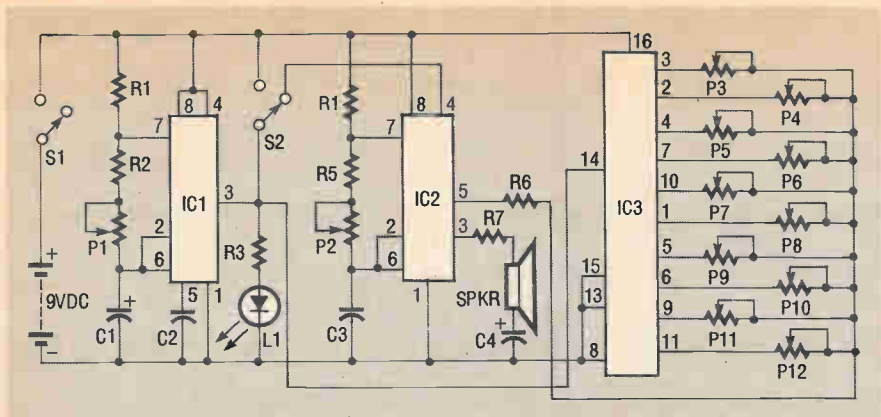 R1
R2
P1
C1
+
S1
+
9VDC
-
7
2
6
8
4
IC1
3
5
1
C2
S2
R3
L1
R1
R5
P2
C3
7
2
6
8
4
IC2
5
3
1
R6
R7
SPKR
+
C4
14
15
13
8
16
IC3
3
2
4
7
10
1
5
6
9
11
P3
P4
P5
P6
P7
P8
P9
P10
P11
P12